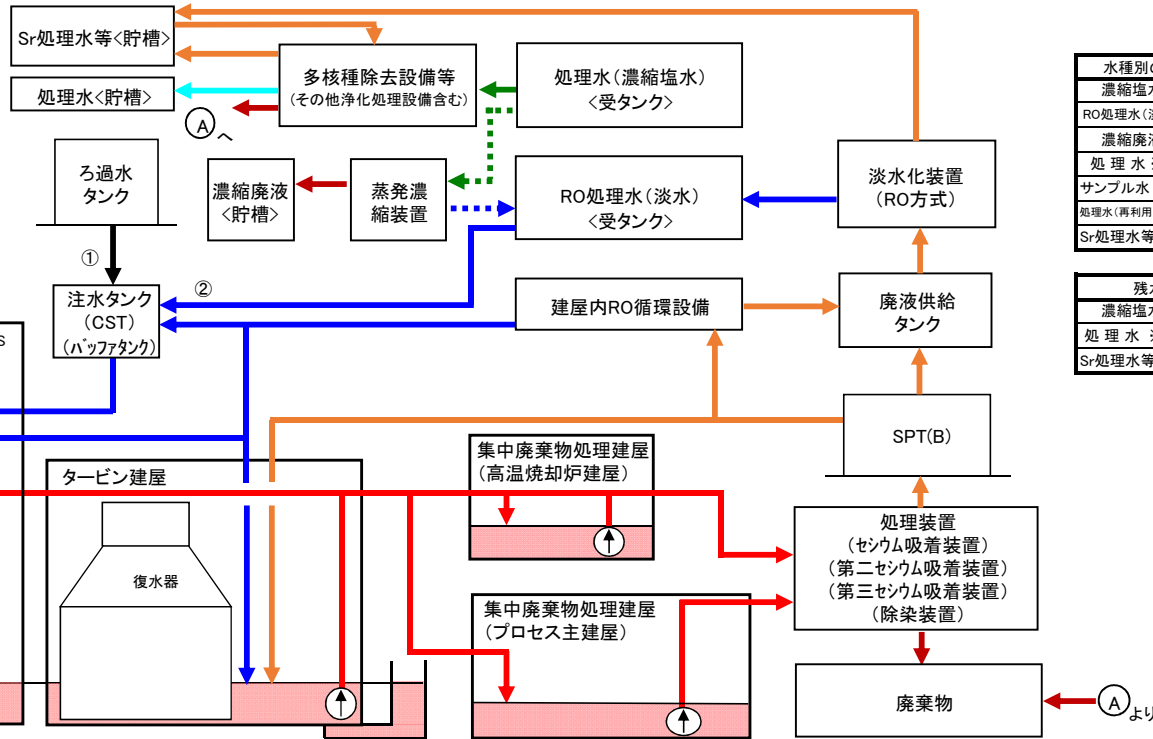 Sr処理水等<貯槽>
処理水<貯槽>
多核種除去設備等
(その他浄化処理設備含む)
処理水(濃縮塩水)
<受タンク>
Aへ
ろ過水
タンク
濃縮廃液
<貯槽>
蒸発濃
縮装置
RO処理水(淡水)
<受タンク>
淡水化装置
(RO方式)
①
②
注水タンク
(CST)
(バッファタンク)
建屋内RO循環設備
廃液供給
タンク
SPT(B)
S
タービン建屋
復水器
集中廃棄物処理建屋
(高温焼却炉建屋)
集中廃棄物処理建屋
(プロセス主建屋)
処理装置
(セシウム吸着装置)
(第二セシウム吸着装置)
(第三セシウム吸着装置)
(除染装置)
廃棄物
Aより
水種別の
濃縮塩水
RO処理水(淡
濃縮廃液
処理水
サンプル水
処理水(再利用
Sr処理水等
残水
濃縮塩水
処理水
Sr処理水等